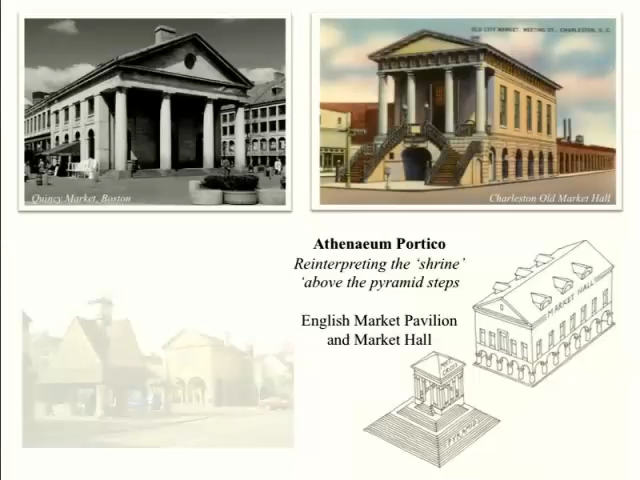 OLD CITY MARKET, MEETING ST., CHARLESTON, S. C.
Quincy Market, Boston
Charleston Old Market Hall
Athenaeum Portico
Reinterpreting the ‘shrine’
‘above the pyramid steps
English Market Pavilion
and Market Hall
MARKET HALL
PYRAMID